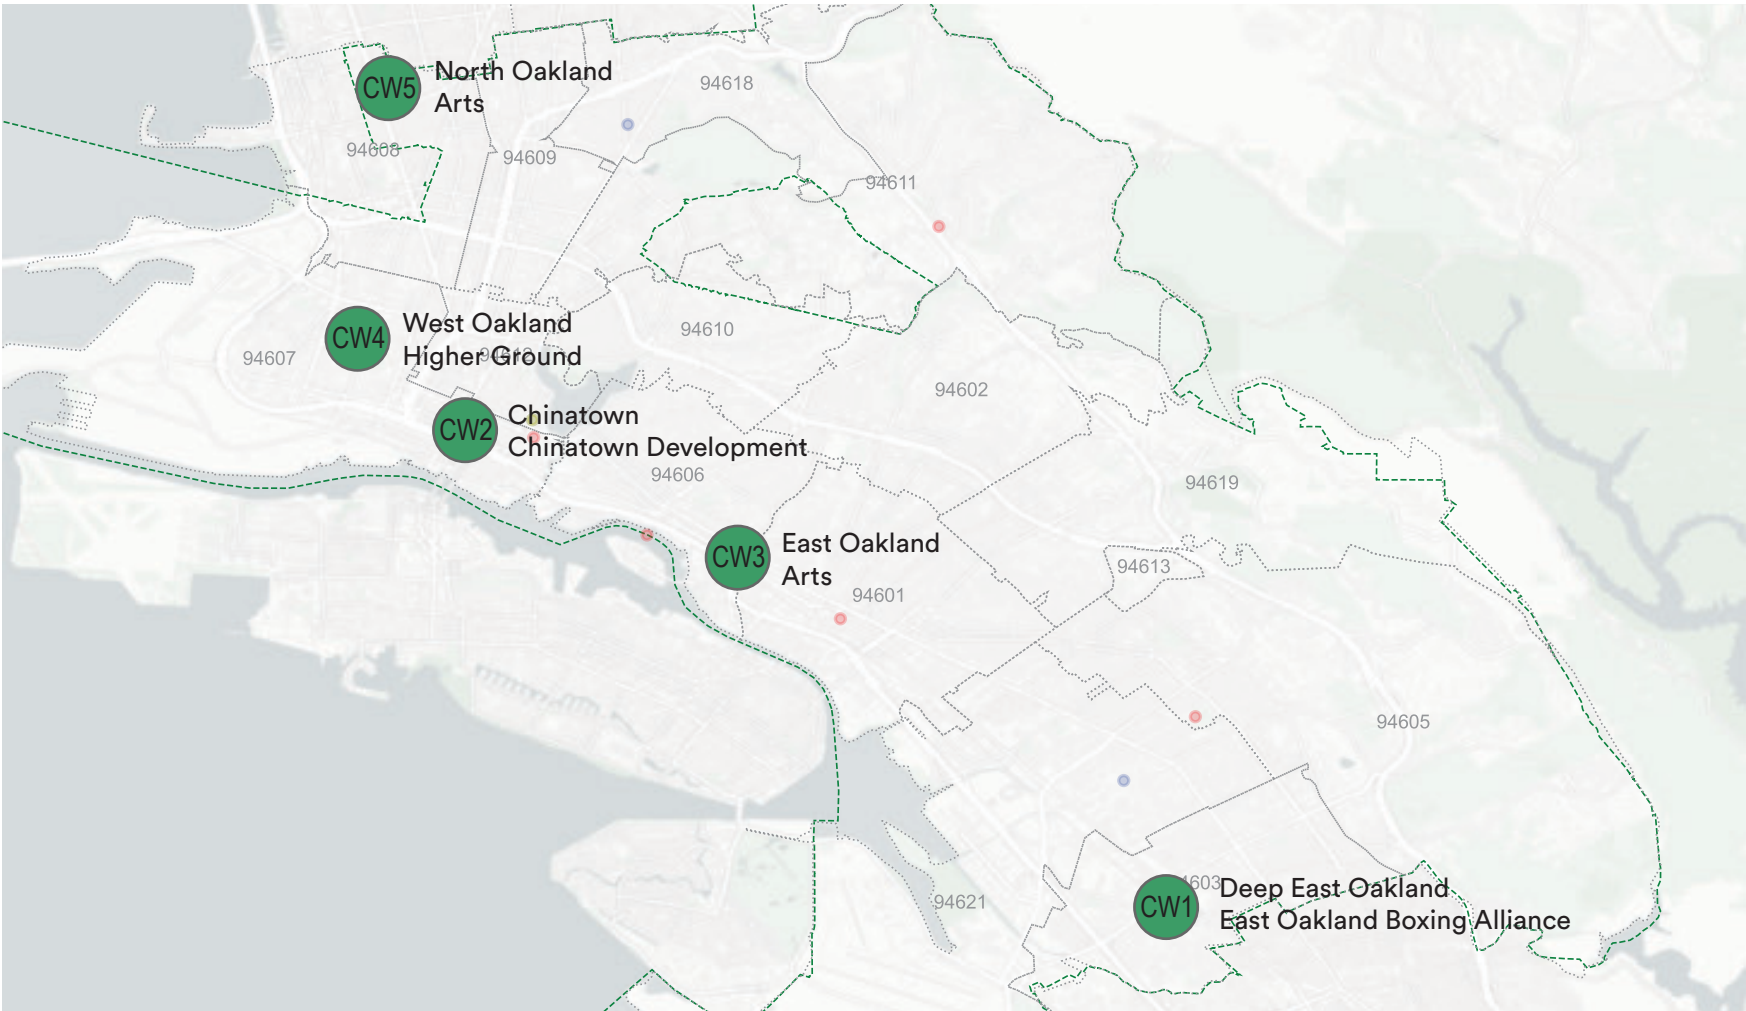 CW5
North Oakland
Arts
94618
94608
94609
94611
CW4
West Oakland
Higher Ground
94607
94612
94610
94602
CW2
Chinatown
Chinatown Development
94606
94619
CW3
East Oakland
Arts
94601
94613
94605
94621
CW1
Deep East Oakland
East Oakland Boxing Alliance